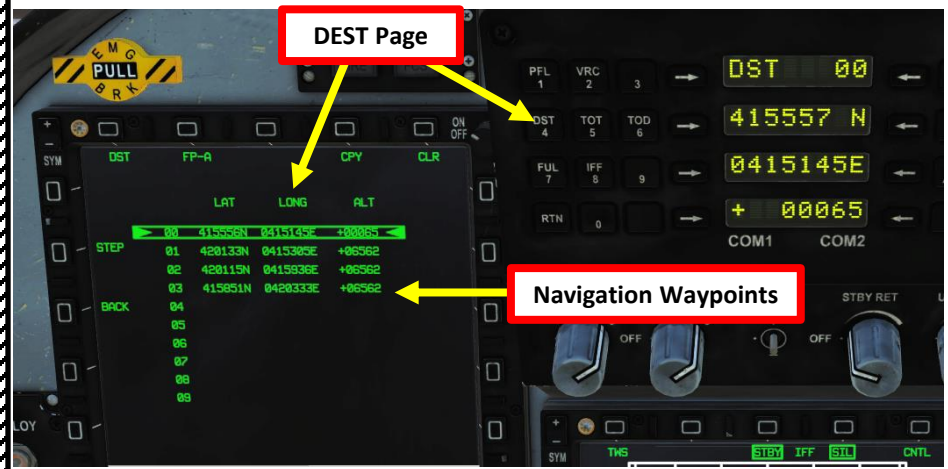 DEST Page
EMG
PULL
BRK
PFL
1
VRC
2
3
DST 00
DST
4
TOT
5
TOD
6
415557 N
FUL
7
IFF
8
9
0415145E
RTN
0
+ 00065
COM1 COM2
+
-
SYM
ON
OFF
DST FP-A CPY CLR
LAT LONG ALT
00 415556N 0415145E +00065
STEP 01 420133N 0415305E +06562
02 420115N 0415936E +06562
03 415851N 0420333E +06562
BACK 04
05
06
07
08
09
Navigation Waypoints
STBY RET
OFF OFF
LOY
+
-
SYM
TWS STBY IFF SIL CNTL